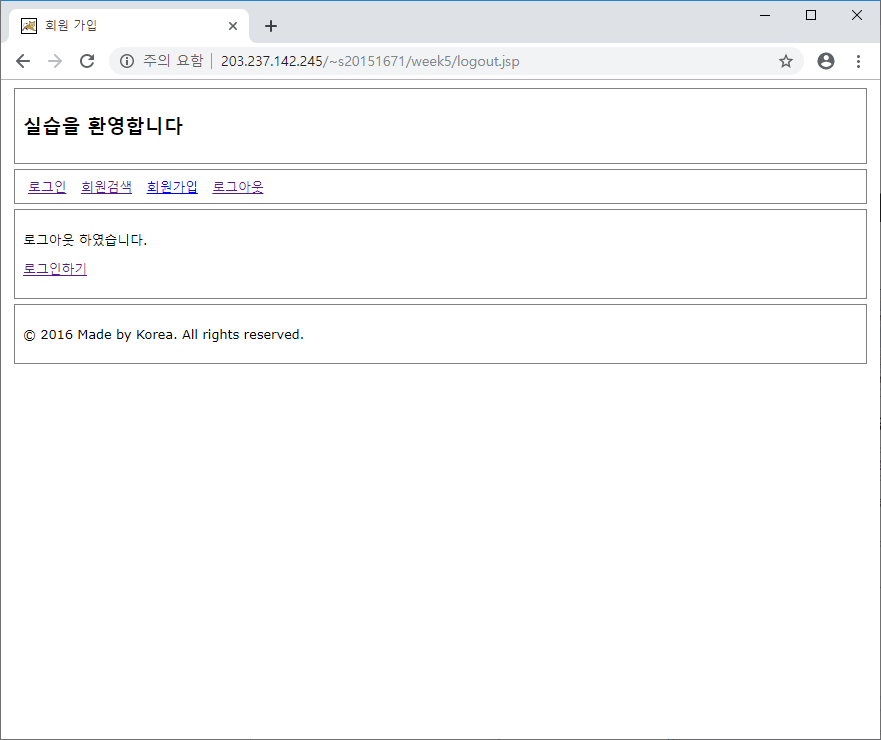 회원 가입
주의 요함 | 203.237.142.245/~s20151671/week5/logout.jsp
실습을 환영합니다
로그인 회원검색 회원가입 로그아웃
로그아웃 하였습니다.
로그인하기
© 2016 Made by Korea. All rights reserved.